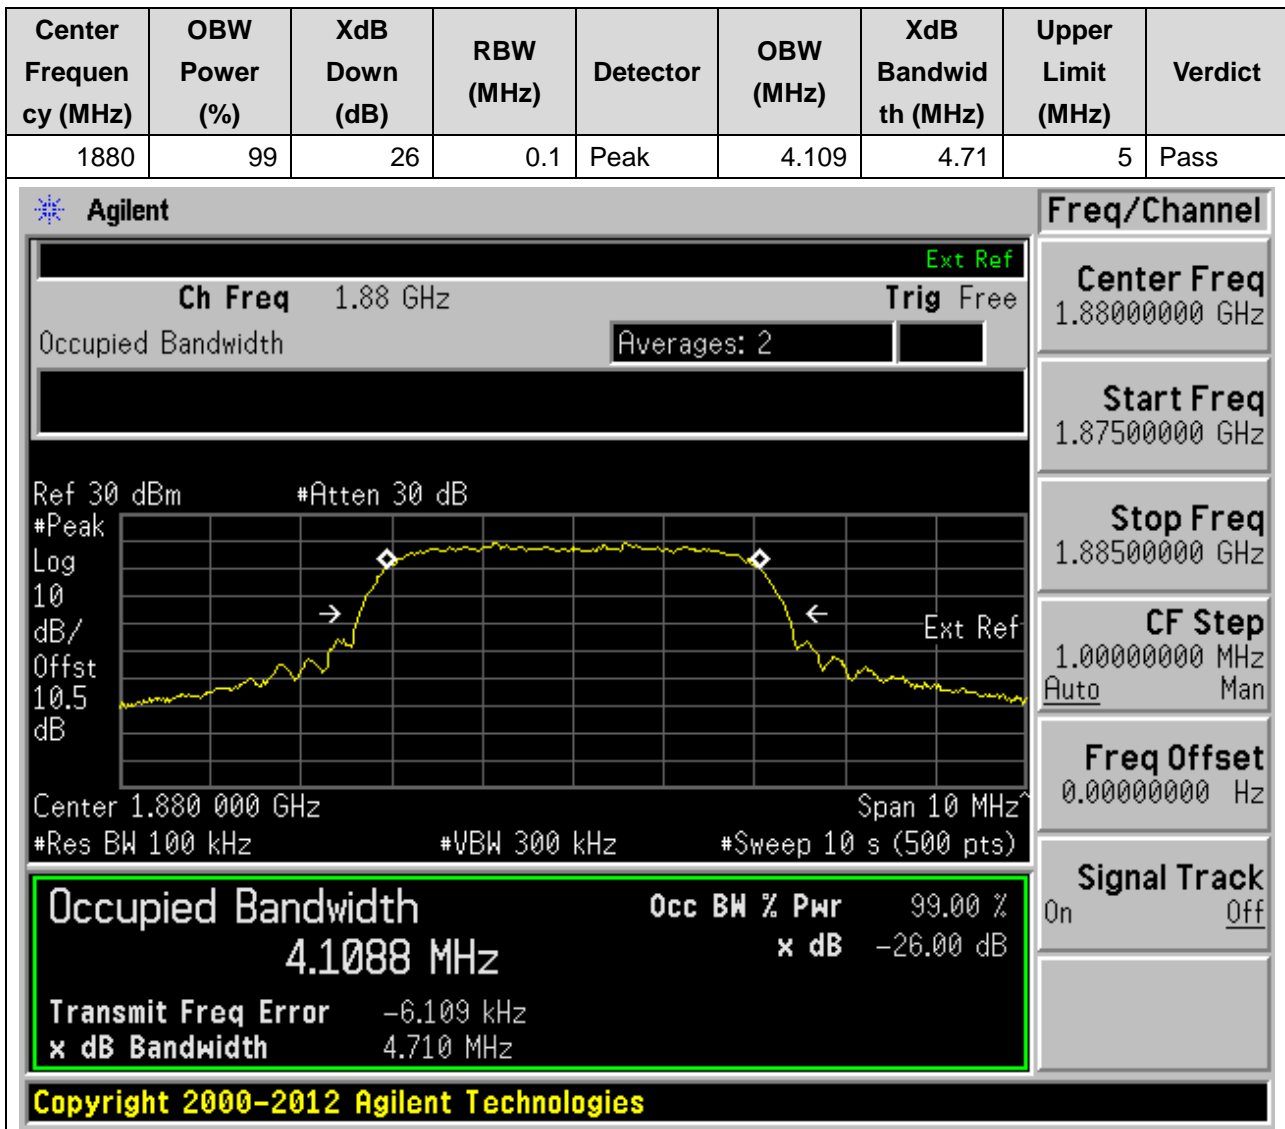 Center Frequen cy (MHz) OBW Power (%) XdB Down (dB) RBW (MHz) Detector OBW (MHz) XdB Bandwid th (MHz) Upper Limit (MHz) Verdict
1880 99 26 0.1 Peak 4.109 4.71 5 Pass
Agilent
Freq/Channel
Ext Ref
Ch Freq 1.88 GHz Trig Free
Occupied Bandwidth Averages: 2
Center Freq
1.88000000 GHz
Start Freq
1.87500000 GHz
Stop Freq
1.88500000 GHz
CF Step
1.00000000 MHz
Auto Man
Freq Offset
0.00000000 Hz
Signal Track
On Off
Ref 30 dBm #Atten 30 dB
#Peak
Log
10
dB/
Offst
10.5
dB
Ext Ref
Center 1.880 000 GHz Span 10 MHz^
#Res BW 100 kHz #VBW 300 kHz #Sweep 10 s (500 pts)
Occupied Bandwidth Occ BW % Pwr 99.00 %
4.1088 MHz x dB -26.00 dB
Transmit Freq Error -6.109 kHz
x dB Bandwidth 4.710 MHz
Copyright 2000-2012 Agilent Technologies